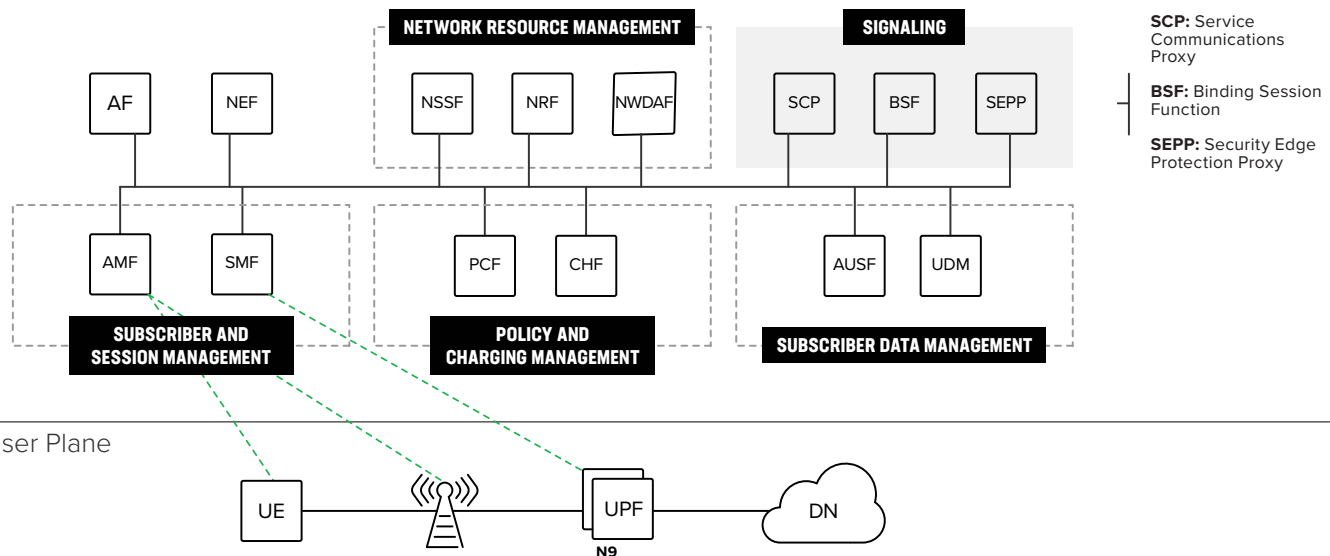 NETWORK RESOURCE MANAGEMENT
SIGNALING
SCP: Service
Communications
Proxy
BSF: Binding Session
Function
SEPP: Security Edge
Protection Proxy
AF
NEF
NSSF
NRF
NWDAF
SCP
BSF
SEPP
AMF
SMF
PCF
CHF
AUSF
UDM
SUBSCRIBER AND
SESSION MANAGEMENT
POLICY AND
CHARGING MANAGEMENT
SUBSCRIBER DATA MANAGEMENT
ser Plane
UE
UPF
DN
N9